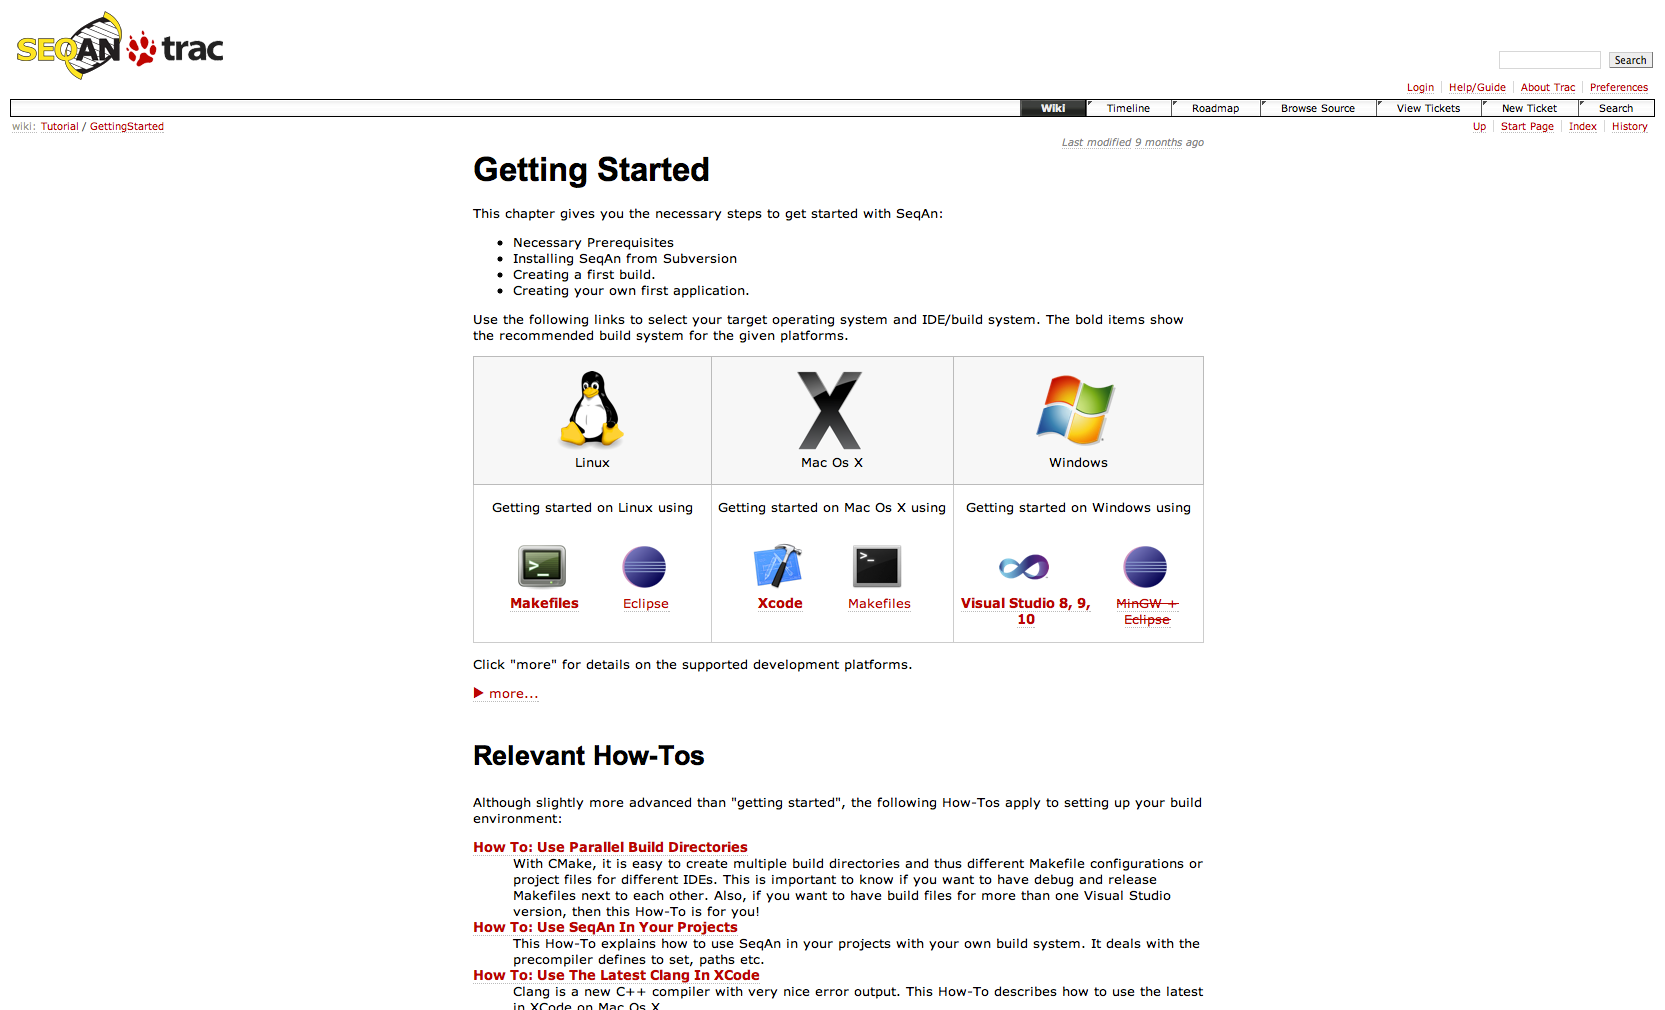 SEQAN trac
Search
Login Help/Guide About Trac Preferences
Wiki Timeline Roadmap Browse Source View Tickets New Ticket Search
wiki: Tutorial / GettingStarted
Up Start Page Index History
Last modified 9 months ago
Getting Started
This chapter gives you the necessary steps to get started with SeqAn:
• Necessary Prerequisites
• Installing SeqAn from Subversion
• Creating a first build.
• Creating your own first application.
Use the following links to select your target operating system and IDE/build system. The bold items show
the recommended build system for the given platforms.
Linux
Mac Os X
Windows
Getting started on Linux using
Getting started on Mac Os X using
Getting started on Windows using
Makefiles
Eclipse
Xcode
Makefiles
Visual Studio 8, 9,
10
MinGW +
Eclipse
Click "more" for details on the supported development platforms.
more...
Relevant How-Tos
Although slightly more advanced than "getting started", the following How-Tos apply to setting up your build
environment:
How To: Use Parallel Build Directories
With CMake, it is easy to create multiple build directories and thus different Makefile configurations or
project files for different IDEs. This is important to know if you want to have debug and release
Makefiles next to each other. Also, if you want to have build files for more than one Visual Studio
version, then this How-To is for you!
How To: Use SeqAn In Your Projects
This How-To explains how to use SeqAn in your projects with your own build system. It deals with the
precompiler defines to set, paths etc.
How To: Use The Latest Clang In XCode
Clang is a new C++ compiler with very nice error output. This How-To describes how to use the latest
in XCode on Mac Os X